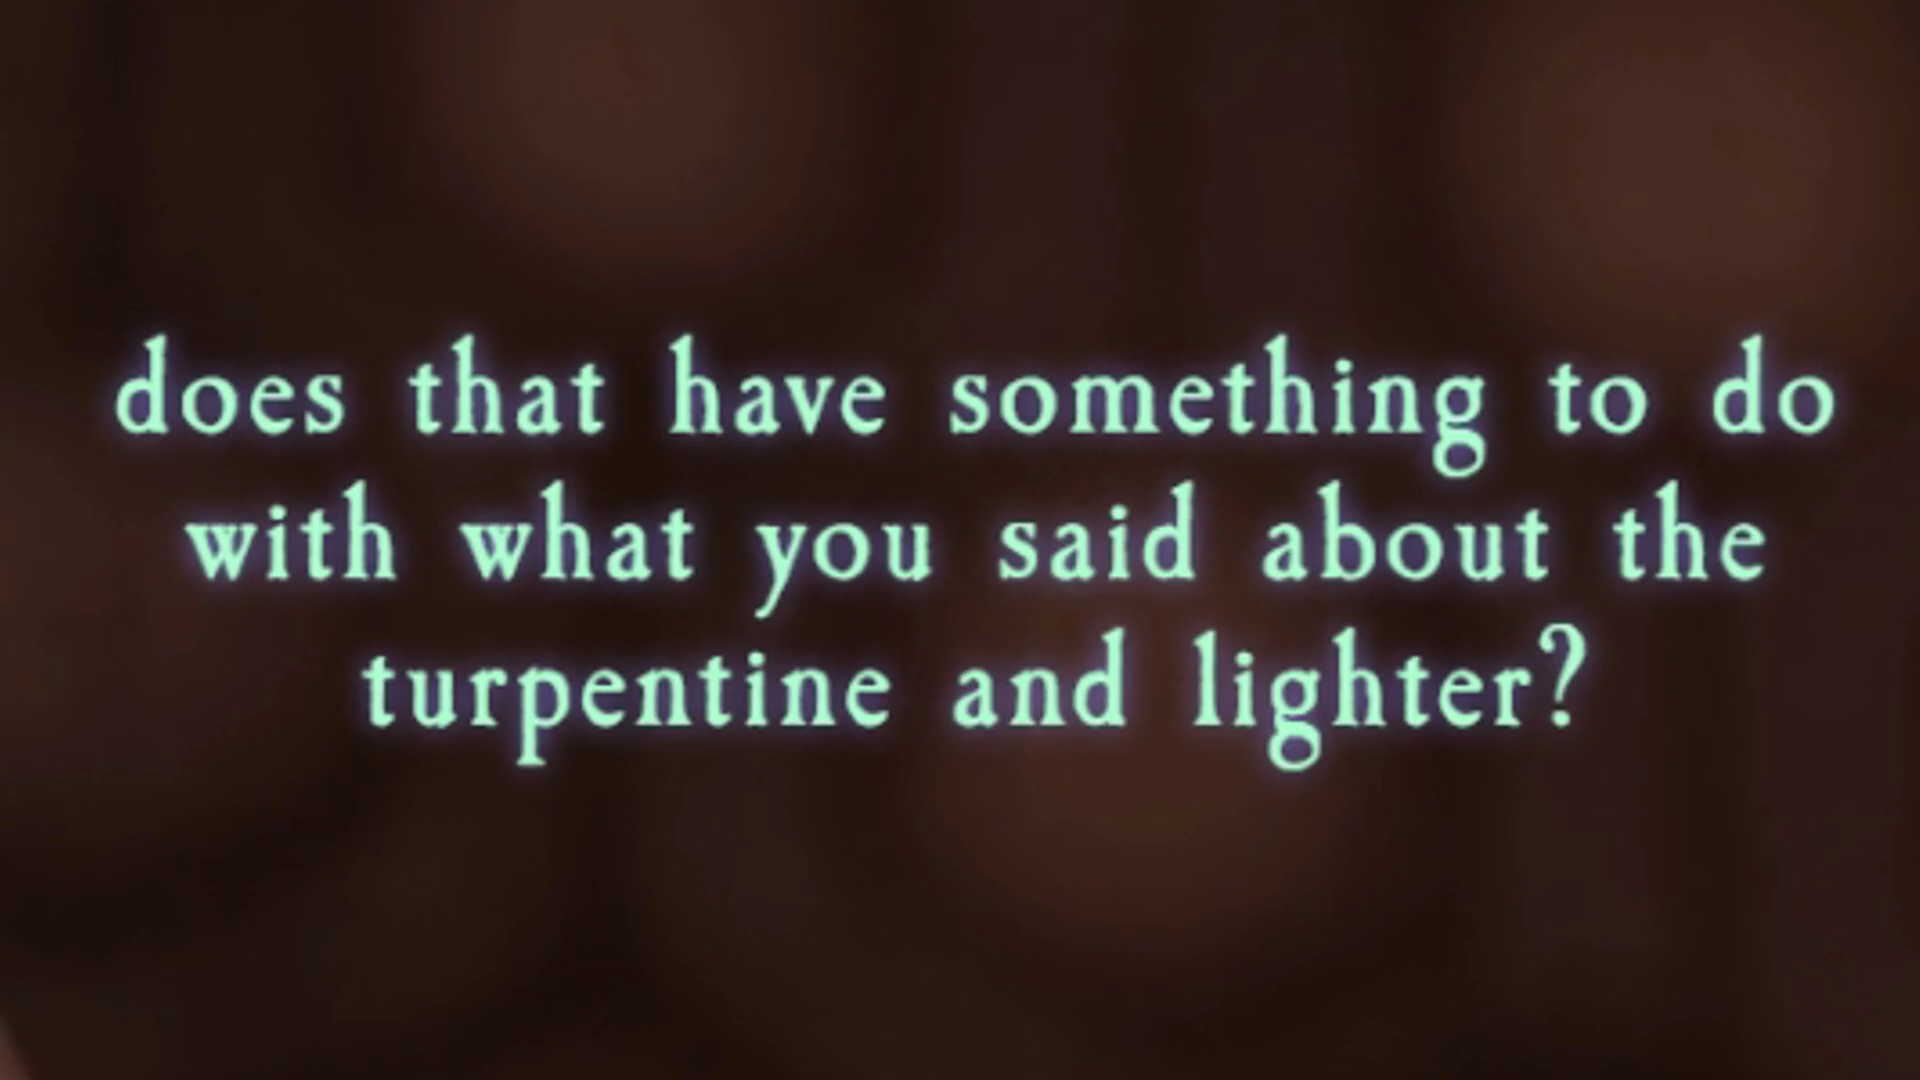 does that have something to do
with what you said about the
turpentine and lighter?